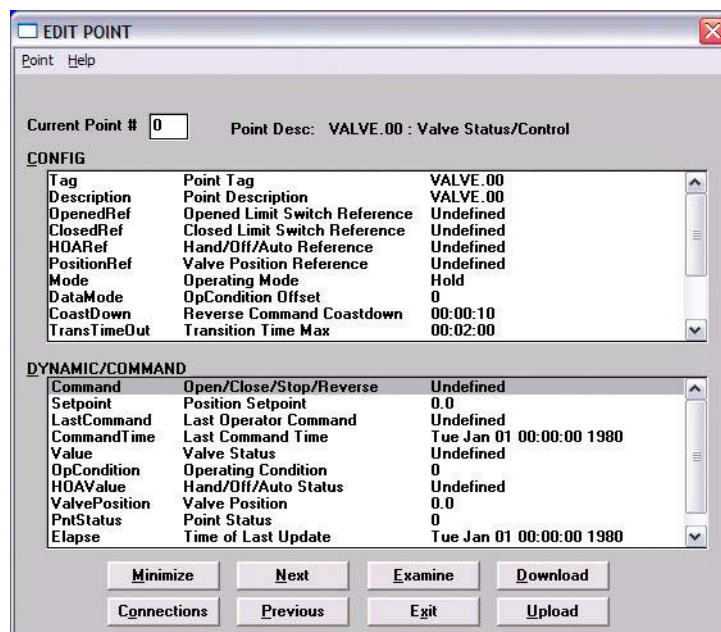 EDIT POINT
Point Help
Current Point # 0 Point Desc: VALVE.00 : Valve Status/Control
CONFIG
Tag Point Tag VALVE.00
Description Point Description VALVE.00
OpenedRef Opened Limit Switch Reference Undefined
ClosedRef Closed Limit Switch Reference Undefined
HOARef Hand/Off/Auto Reference Undefined
PositionRef Valve Position Reference Undefined
Mode Operating Mode Hold
DataMode OpCondition Offset 0
CoastDown Reverse Command Coastdown 00:00:10
TransTimeOut Transition Time Max 00:02:00
DYNAMIC/COMMAND
Command Open/Close/Stop/Reverse Undefined
Setpoint Position Setpoint 0.0
LastCommand Last Operator Command Undefined
CommandTime Last Command Time Tue Jan 01 00:00:00 1980
Value Valve Status Undefined
OpCondition Operating Condition 0
HOAValue Hand/Off/Auto Status Undefined
ValvePosition Valve Position 0.0
PntStatus Point Status 0
Elapse Time of Last Update Tue Jan 01 00:00:00 1980
Minimize Next Examine Download
Connections Previous Exit Upload